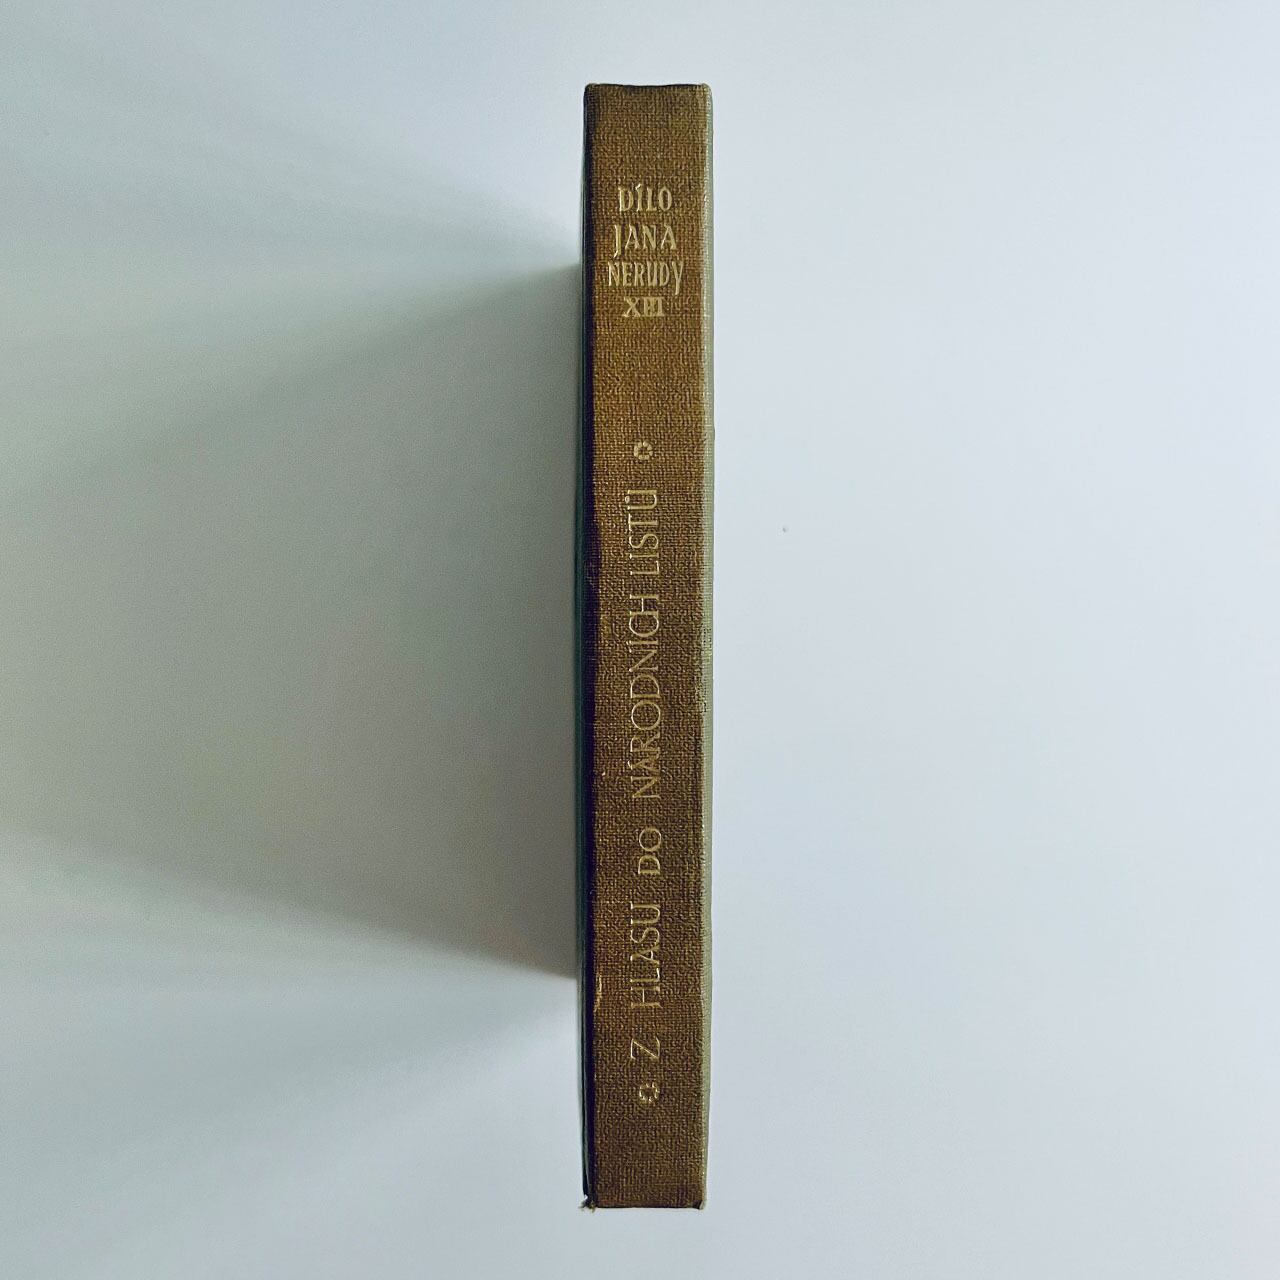 DÍLO
JANA
NERUDY
XIII
Z HLASU DO NÁRODNÍCH LISTŮ